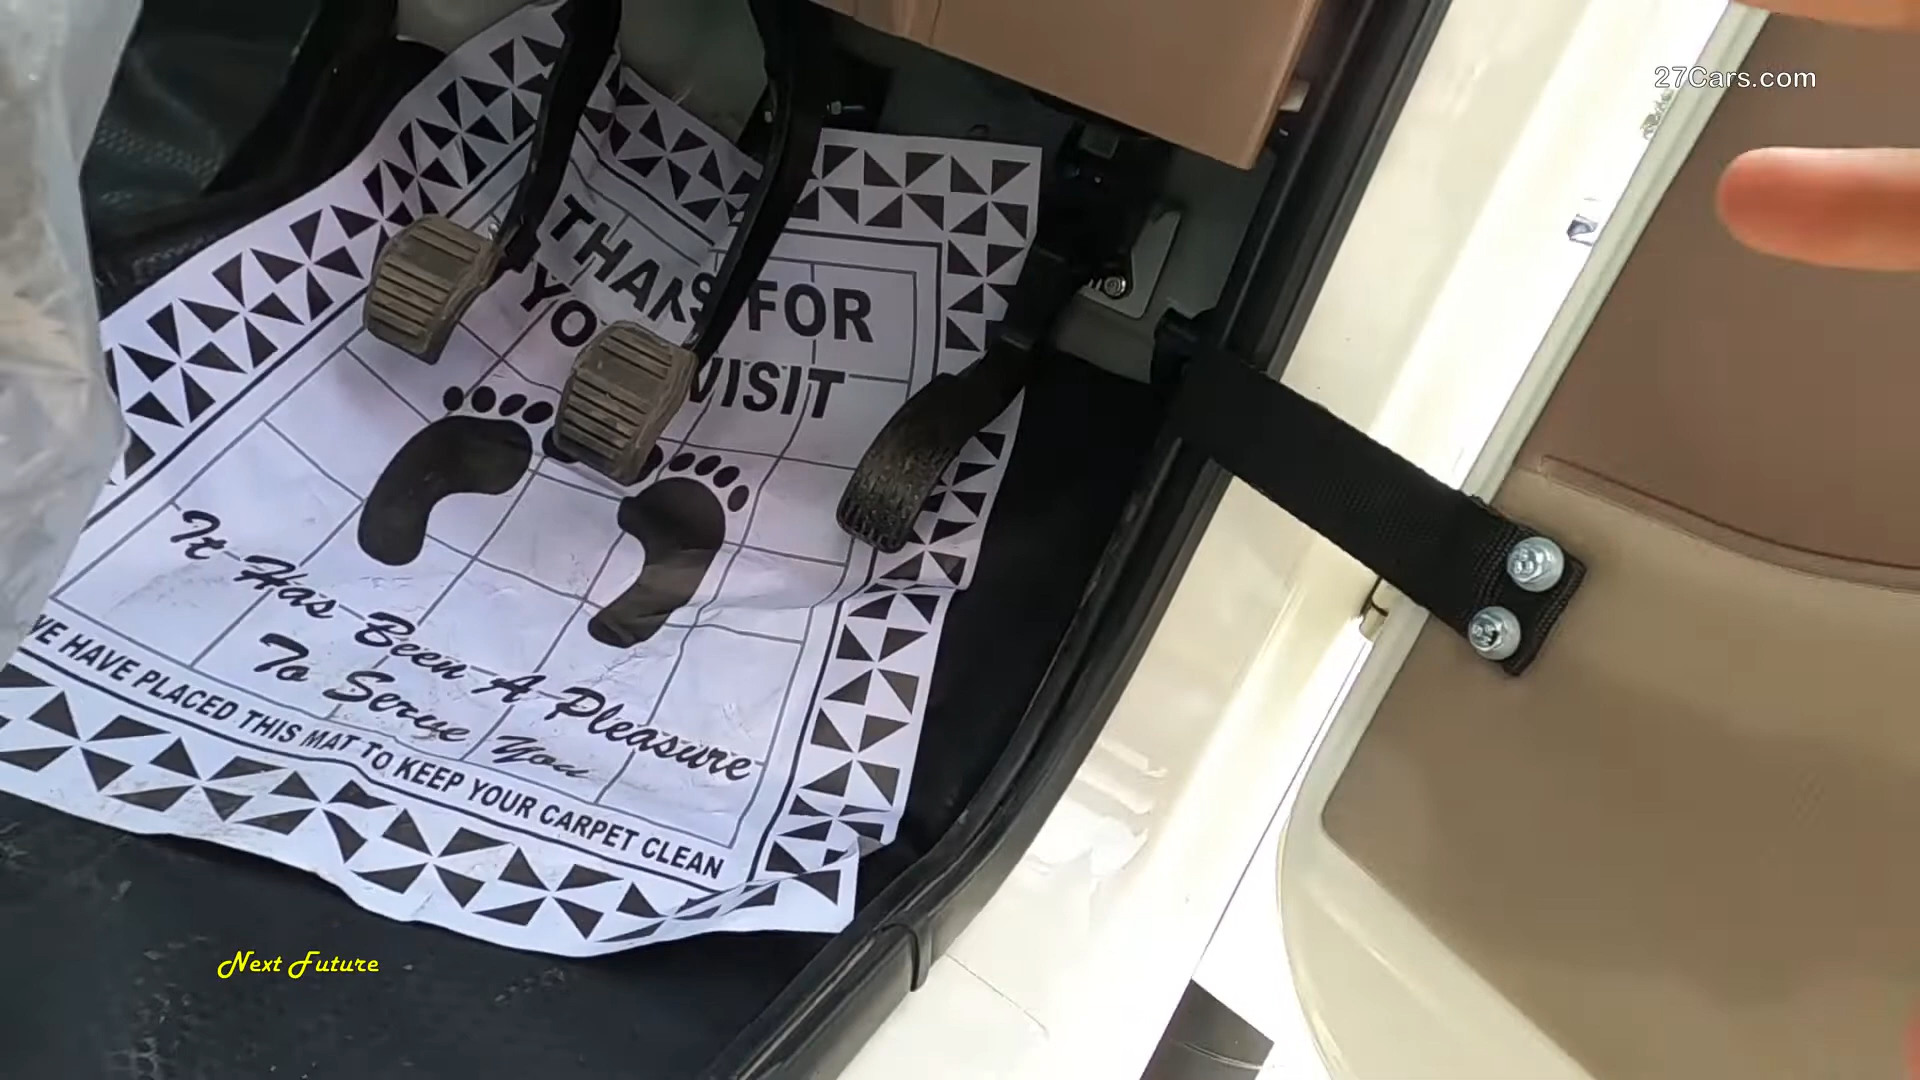 27Cars.com
THAN S FOR
YO VISIT
It Has Been A Pleasure
To Serve You
WE HAVE PLACED THIS MAT TO KEEP YOUR CARPET CLEAN
Next Future